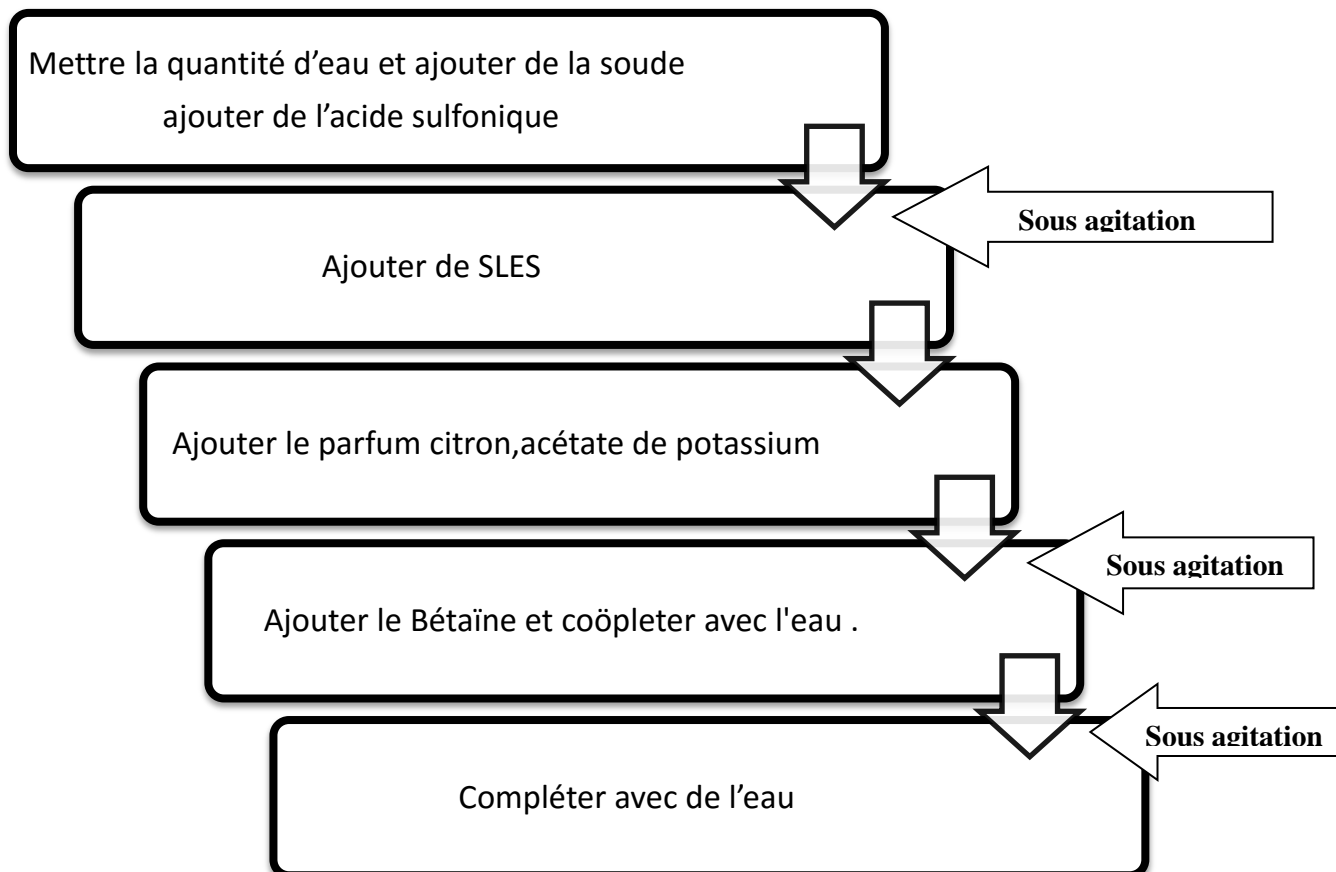 Mettre la quantité d’eau et ajouter de la soude
ajouter de l’acide sulfonique
Sous agitation
Ajouter de SLES
Ajouter le parfum citron,acétate de potassium
Sous agitation
Ajouter le Bétaïne et coöpleter avec l'eau .
Sous agitation
Compléter avec de l’eau